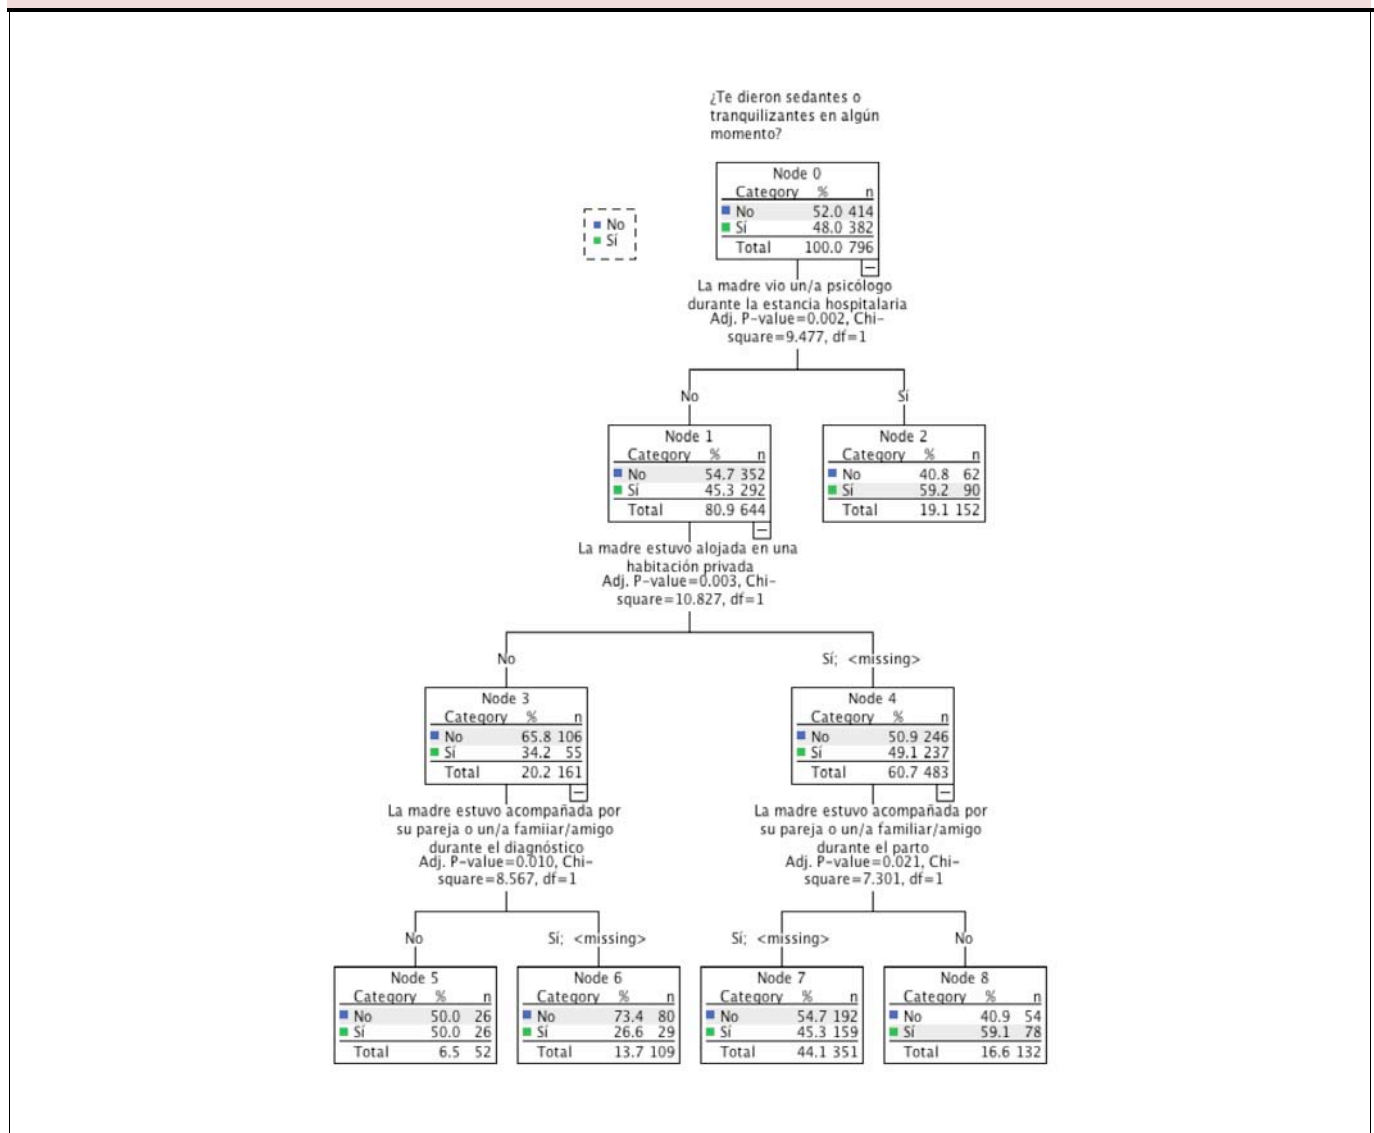 ¿Te dieron sedantes o
tranquilizantes en algún
momento?
Node 0
Category % n
No 52.0 414
Sí 48.0 382
Total 100.0 796
No
Sí
La madre vio un/a psicólogo
durante la estancia hospitalaria
Adj. P-value=0.002, Chi-
square=9.477, df=1
No
Sí
Node 1
Category % n
No 54.7 352
Sí 45.3 292
Total 80.9 644
Node 2
Category % n
No 40.8 62
Sí 59.2 90
Total 19.1 152
La madre estuvo alojada en una
habitación privada
Adj. P-value=0.003, Chi-
square=10.827, df=1
No
Sí; <missing>
Node 3
Category % n
No 65.8 106
Sí 34.2 55
Total 20.2 161
Node 4
Category % n
No 50.9 246
Sí 49.1 237
Total 60.7 483
La madre estuvo acompañada por
su pareja o un/a famiiar/amigo
durante el diagnóstico
Adj. P-value=0.010, Chi-
square=8.567, df=1
La madre estuvo acompañada por
su pareja o un/a familiar/amigo
durante el parto
Adj. P-value=0.021, Chi-
square=7.301, df=1
No
Sí; <missing>
Sí; <missing>
No
Node 5
Category % n
No 50.0 26
Sí 50.0 26
Total 6.5 52
Node 6
Category % n
No 73.4 80
Sí 26.6 29
Total 13.7 109
Node 7
Category % n
No 54.7 192
Sí 45.3 159
Total 44.1 351
Node 8
Category % n
No 40.9 54
Sí 59.1 78
Total 16.6 132